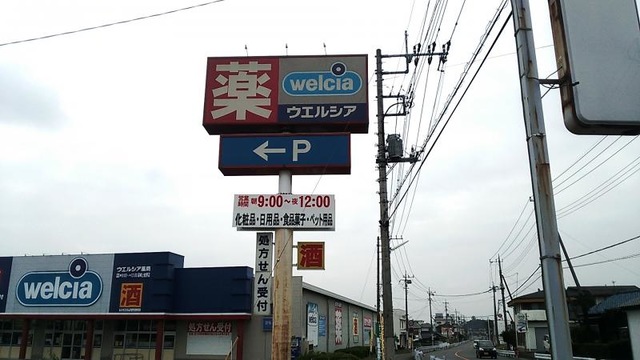 薬
welcia
ウエルシア
←P
朝9:00～夜12:00
化粧品・日用品・食品菓子・ペット用品
処方せん受付
酒
welcia
ウエルシア薬局
酒
処方せん受付